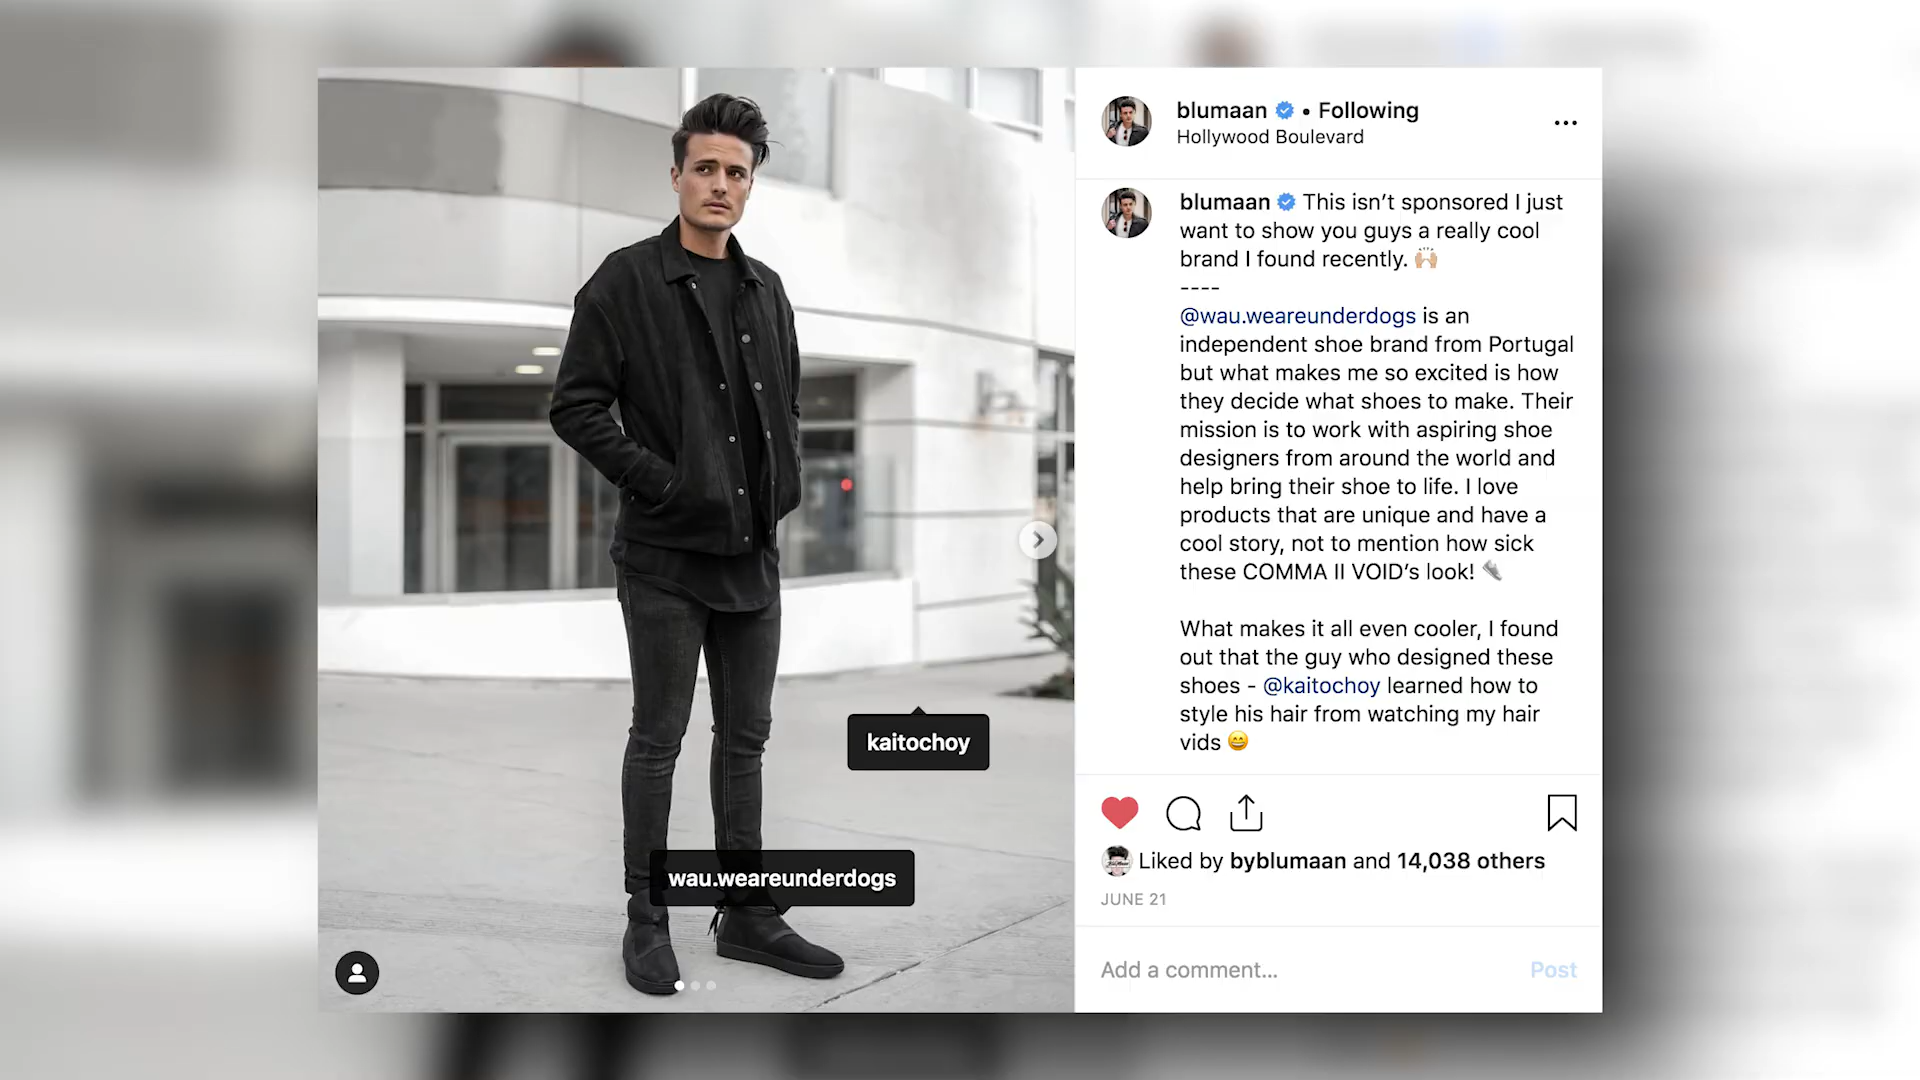 blumaan • Following
Hollywood Boulevard
blumaan This isn’t sponsored I just
want to show you guys a really cool
brand I found recently. 🙌🏼
----
@wau.weareunderdogs is an
independent shoe brand from Portugal
but what makes me so excited is how
they decide what shoes to make. Their
mission is to work with aspiring shoe
designers from around the world and
help bring their shoe to life. I love
products that are unique and have a
cool story, not to mention how sick
these COMMA II VOID’s look! 👟
What makes it all even cooler, I found
out that the guy who designed these
shoes - @kaitochoy learned how to
style his hair from watching my hair
vids 😄
kaitochoy
wau.weareunderdogs
Liked by byblumaan and 14,038 others
JUNE 21
Add a comment... Post